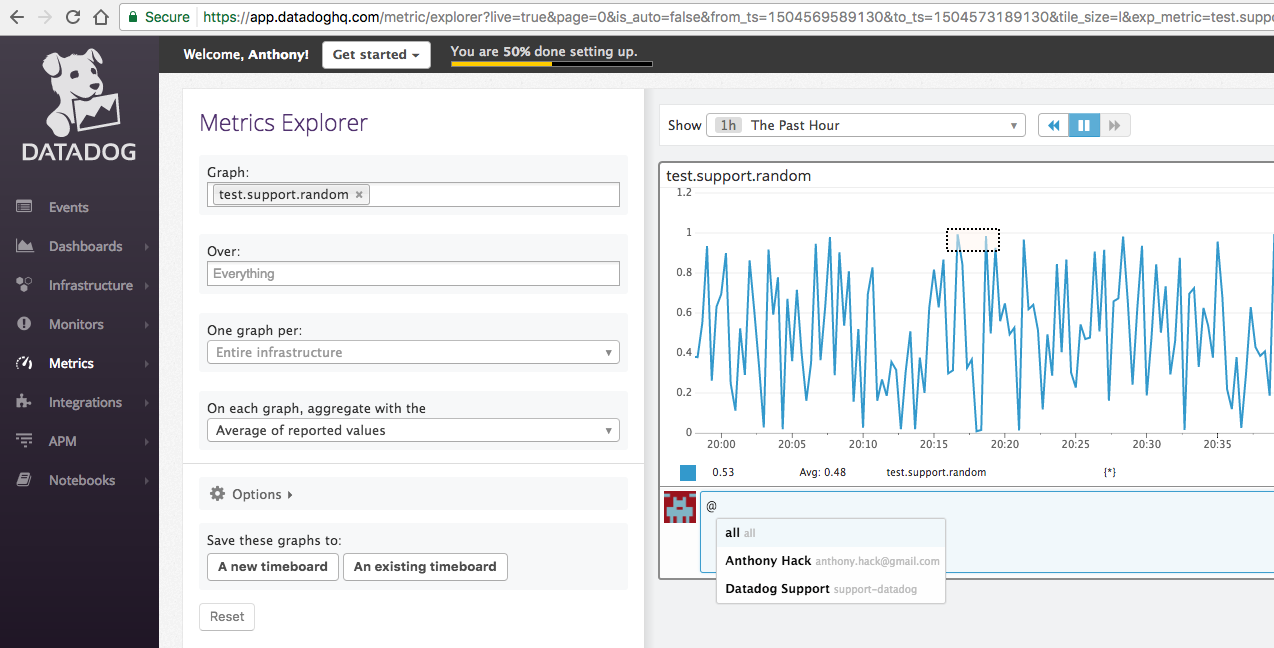 Secure https://app.datadoghq.com/metric/explorer?live=true&page=0&is_auto=false&from_ts=1504569589130&to_ts=1504573189130&tile_size=l&exp_metric=test.suppo
DATADOG
Events
Dashboards
Infrastructure
Monitors
Metrics
Integrations
APM
Notebooks
Welcome, Anthony! Get started You are 50% done setting up.
Metrics Explorer
Graph:
test.support.random ×
Over:
Everything
One graph per:
Entire infrastructure
On each graph, aggregate with the
Average of reported values
Options
Save these graphs to:
A new timeboard An existing timeboard
Reset
Show 1h The Past Hour
test.support.random
1.2
1
0.8
0.6
0.4
0.2
0
20:00 20:05 20:10 20:15 20:20 20:25 20:30 20:35
0.53 Avg: 0.48 test.support.random {*}
@
all all
Anthony Hack anthony.hack@gmail.com
Datadog Support support-datadog